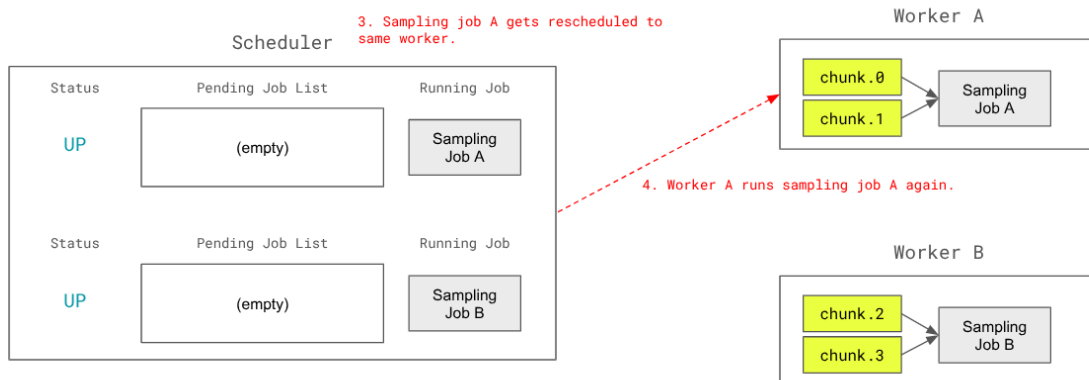 3. Sampling job A gets rescheduled to
same worker.
Scheduler
Status
Pending Job List
Running Job
UP
(empty)
Sampling
Job A
Status
Pending Job List
Running Job
UP
(empty)
Sampling
Job B
4. Worker A runs sampling job A again.
Worker A
chunk.0
chunk.1
Sampling
Job A
Worker B
chunk.2
chunk.3
Sampling
Job B